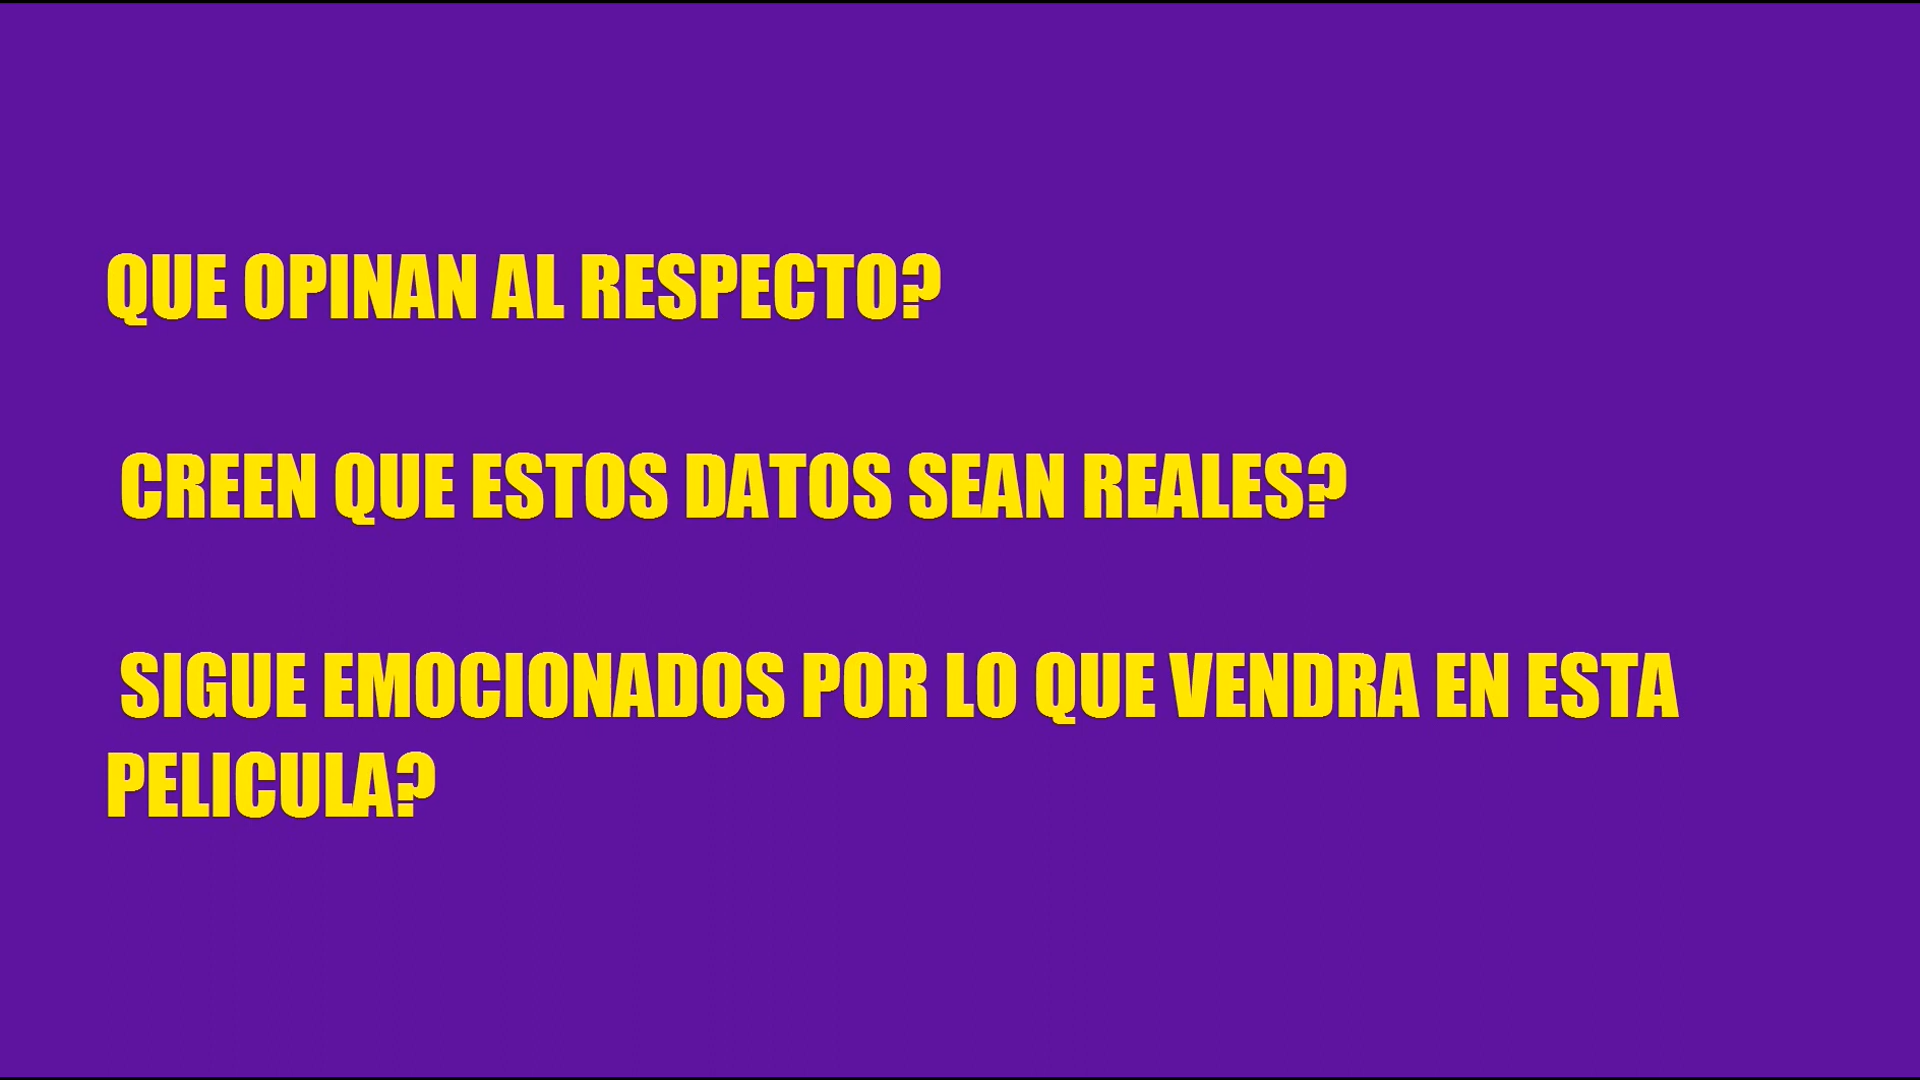 QUE OPINAN AL RESPECTO?
CREEN QUE ESTOS DATOS SEAN REALES?
SIGUE EMOCIONADOS POR LO QUE VENDRA EN ESTA
PELICULA?